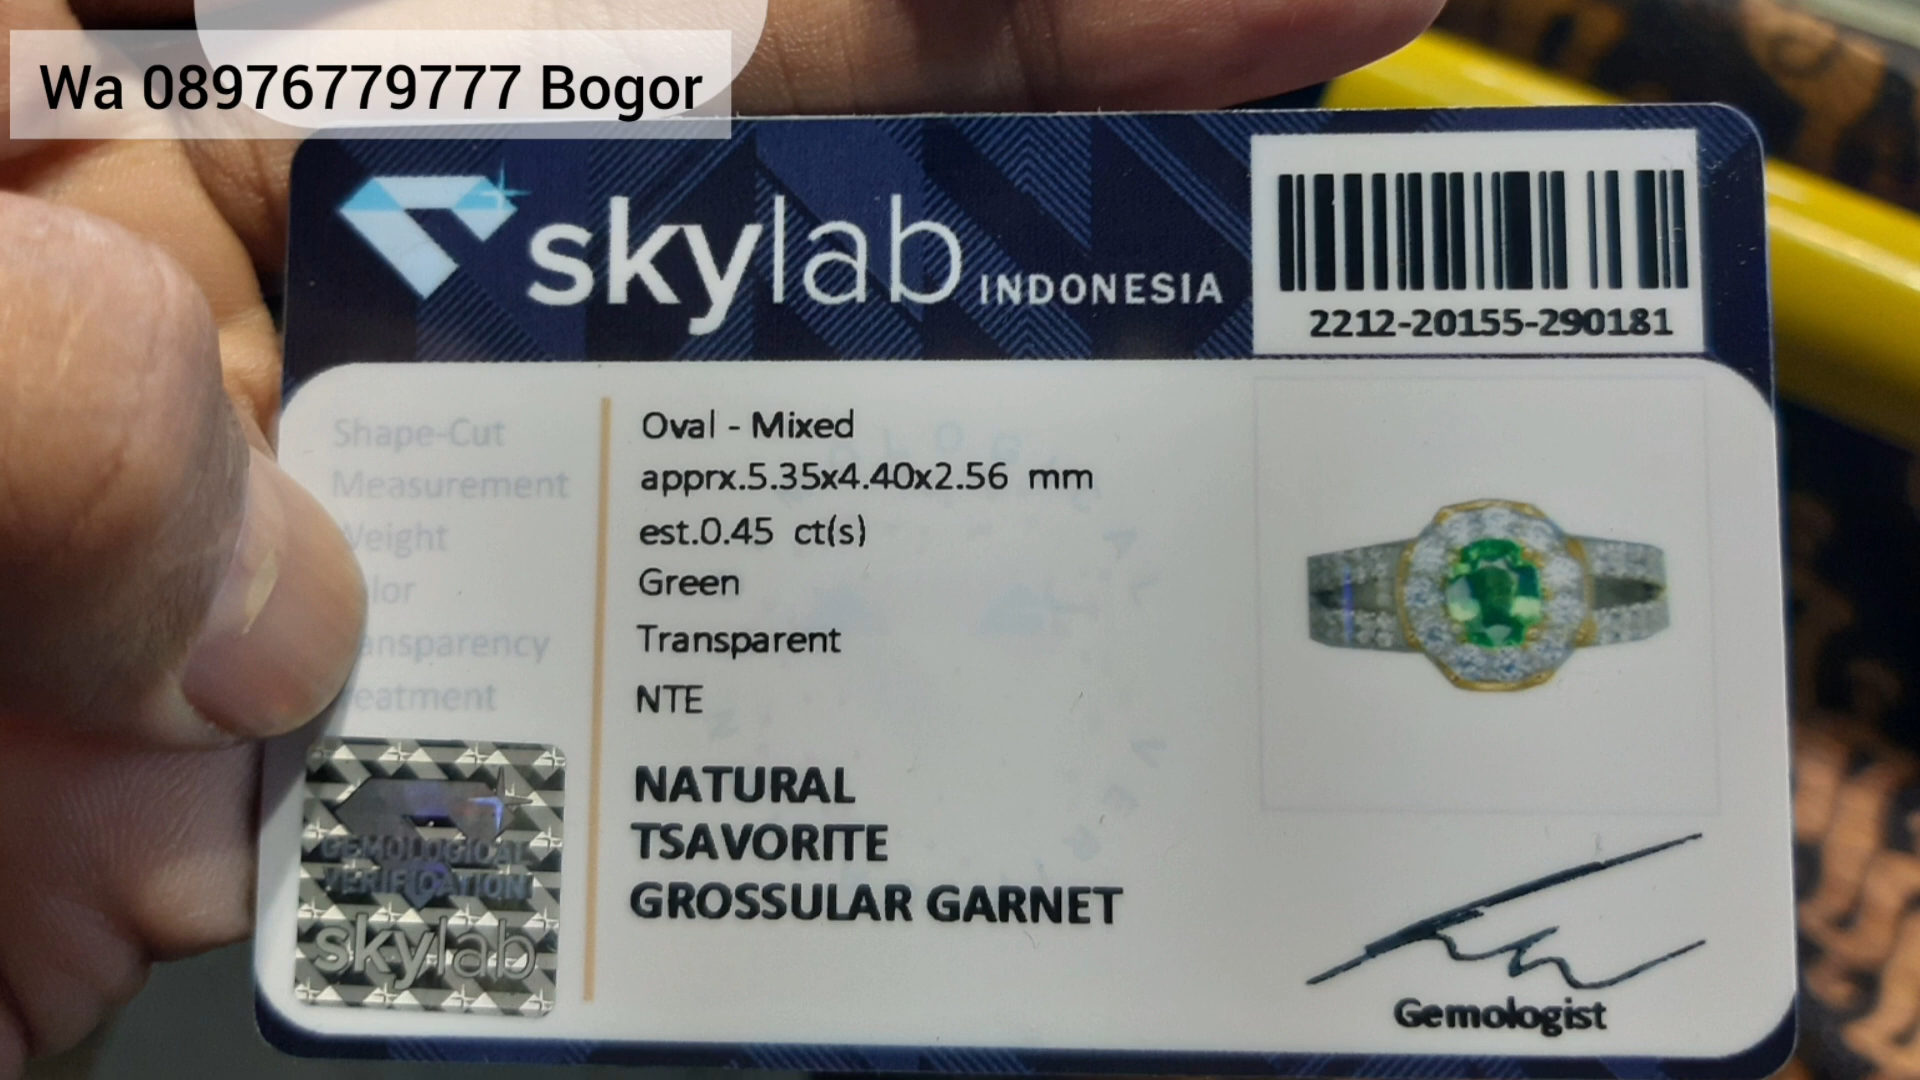 Wa 08976779777 Bogor
skylab INDONESIA
2212-20155-290181
Shape-Cut Oval - Mixed
Measurement apprx.5.35x4.40x2.56 mm
est.0.45 ct(s)
Green
Transparent
NTE
NATURAL
TSAVORITE
GROSSULAR GARNET
GEMOLOGICAL
VERIFICATION
skylab
Gemologist